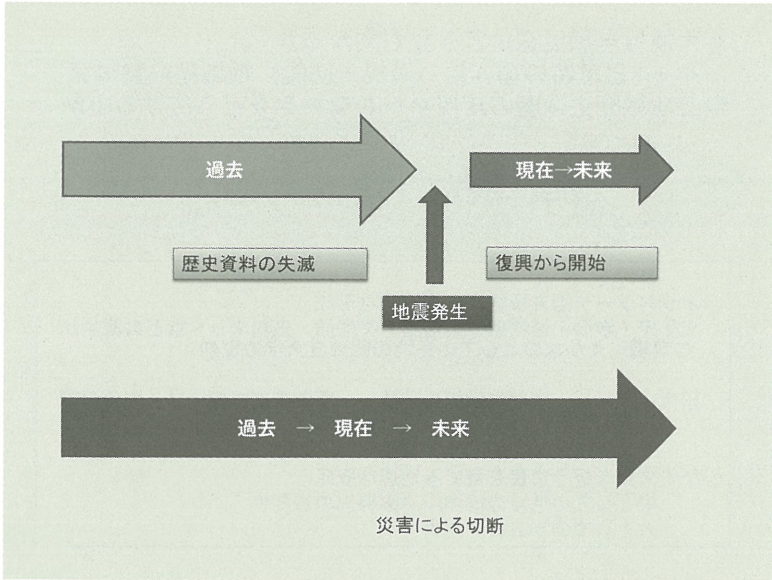 過去
現在→未来
歴史資料の失滅
復興から開始
地震発生
過去　→　現在　→　未来
災害による切断